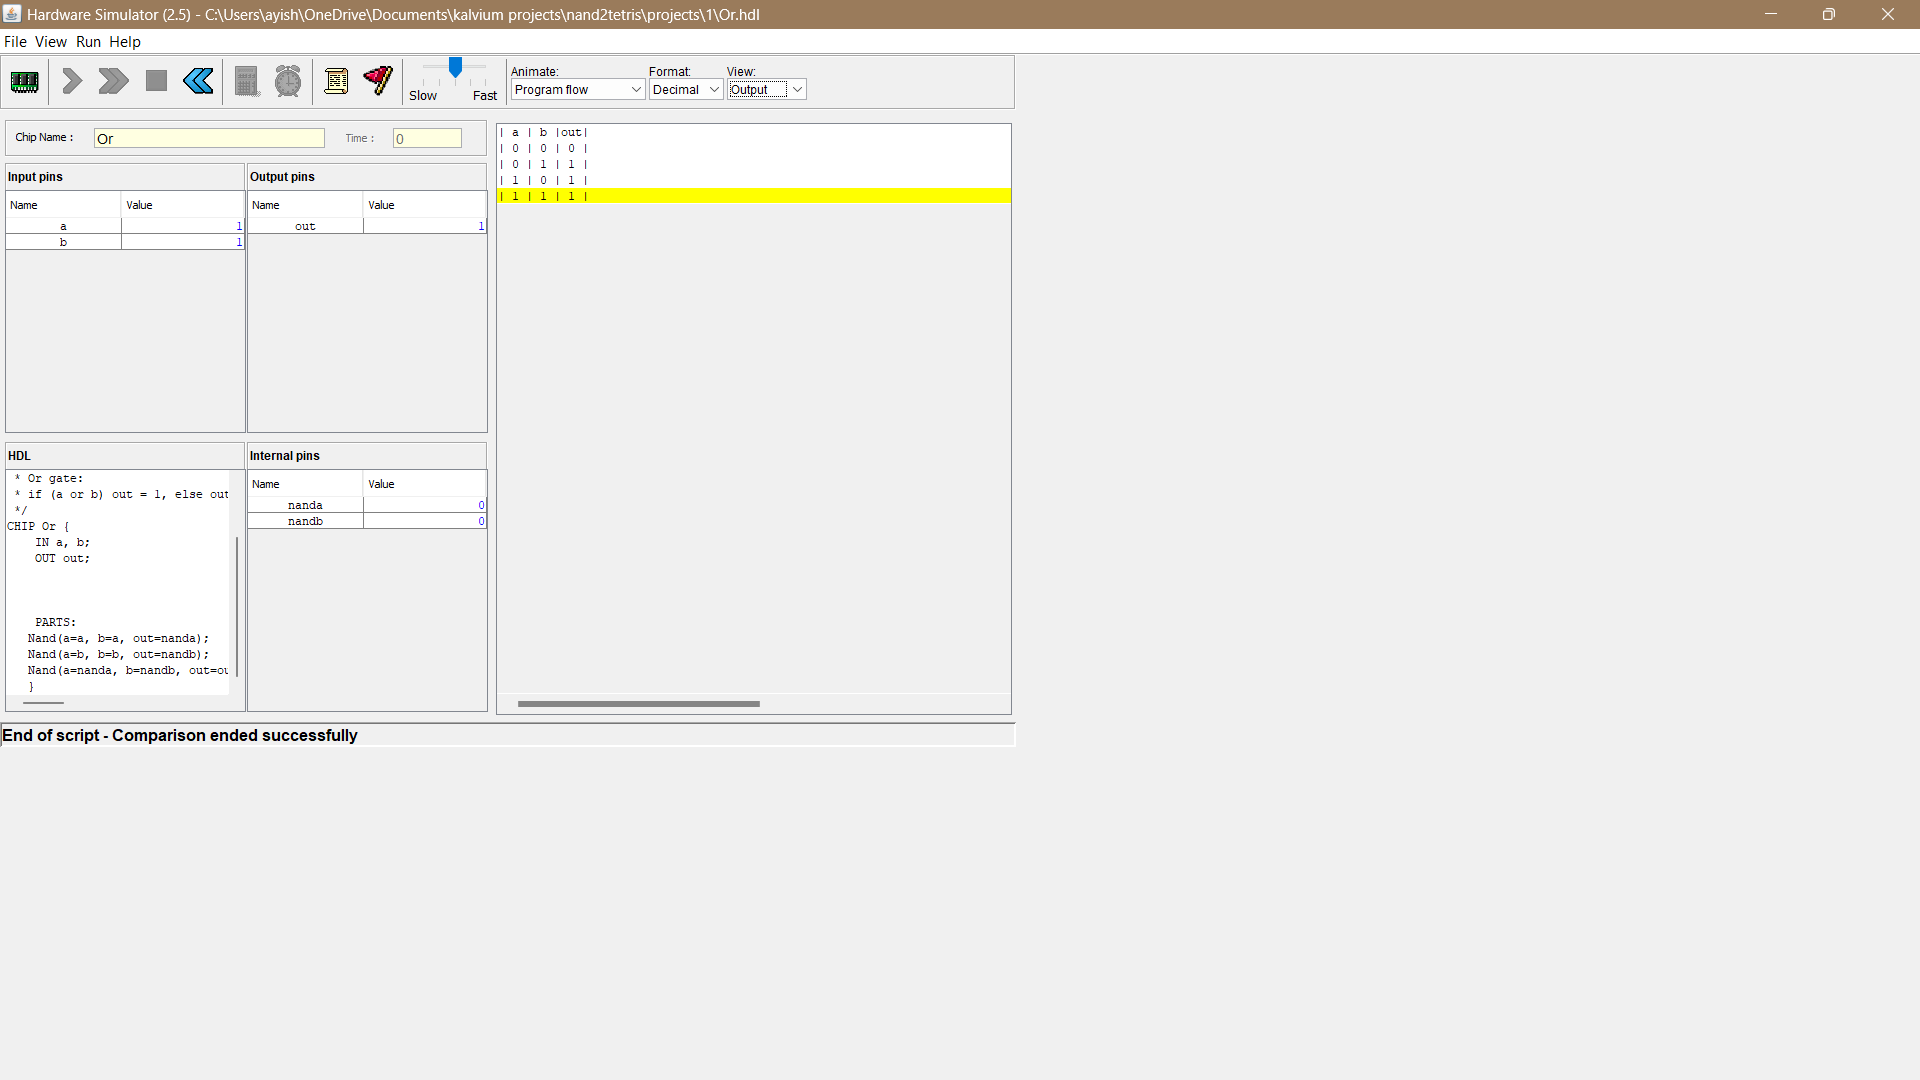 Hardware Simulator (2.5) - C:\Users\ayish\OneDrive\Documents\kalvium projects\nand2tetris\projects\1\Or.hdl
File View Run Help
Slow Fast
Animate: Format: View:
Program flow Decimal Output
Chip Name : Or Time : 0
Input pins
Name Value
a 1
b 1
Output pins
Name Value
out 1
HDL
* Or gate:
* if (a or b) out = 1, else out
*/
CHIP Or {
IN a, b;
OUT out;
PARTS:
Nand(a=a, b=a, out=nanda);
Nand(a=b, b=b, out=nandb);
Nand(a=nanda, b=nandb, out=ou
}
Internal pins
Name Value
nanda 0
nandb 0
| a | b |out|
| 0 | 0 | 0 |
| 0 | 1 | 1 |
| 1 | 0 | 1 |
| 1 | 1 | 1 |
End of script - Comparison ended successfully